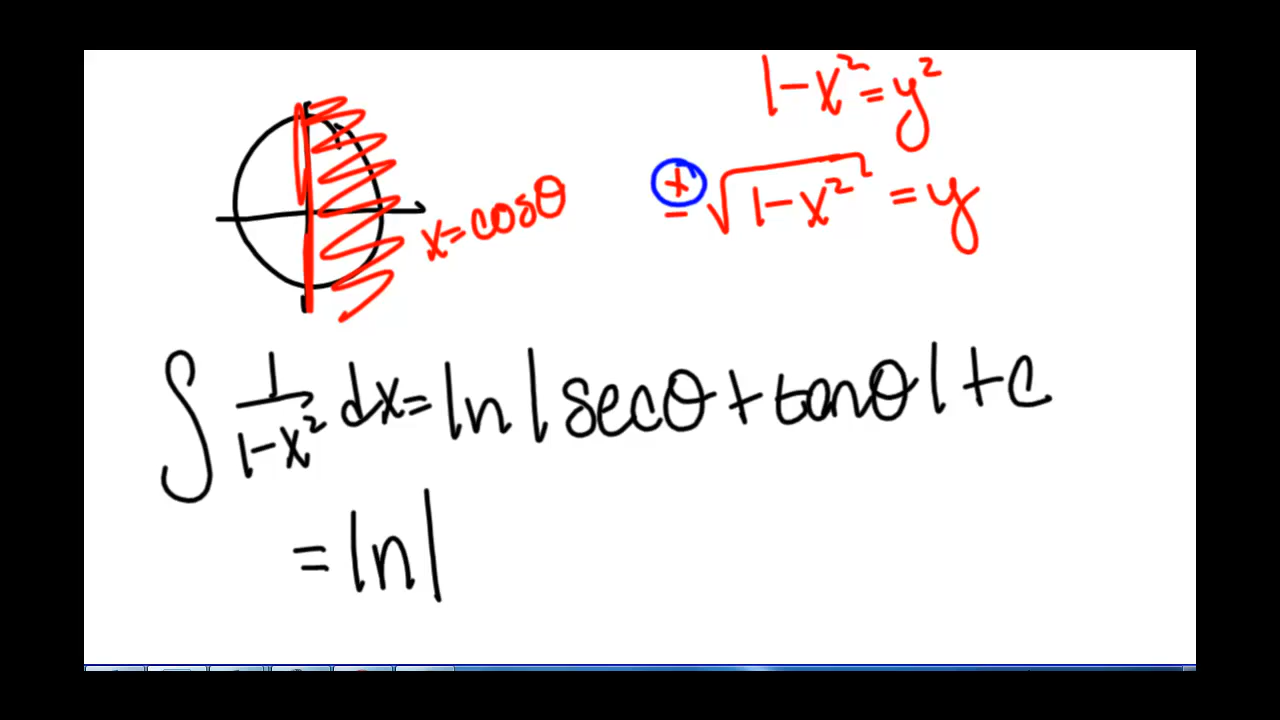 1-x²=y²
±√1-x² = y
x=cosθ
∫ 1/1-x² dx= ln|secθ+tanθ|+c
= ln|